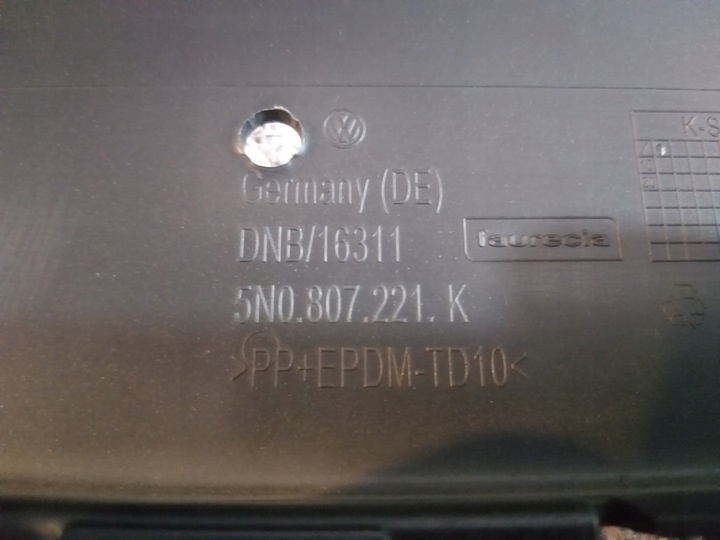 K-S
Germany (DE)
DNB/16311
faurecia
5N0.807.221. K
>PP+EPDM-TD10<